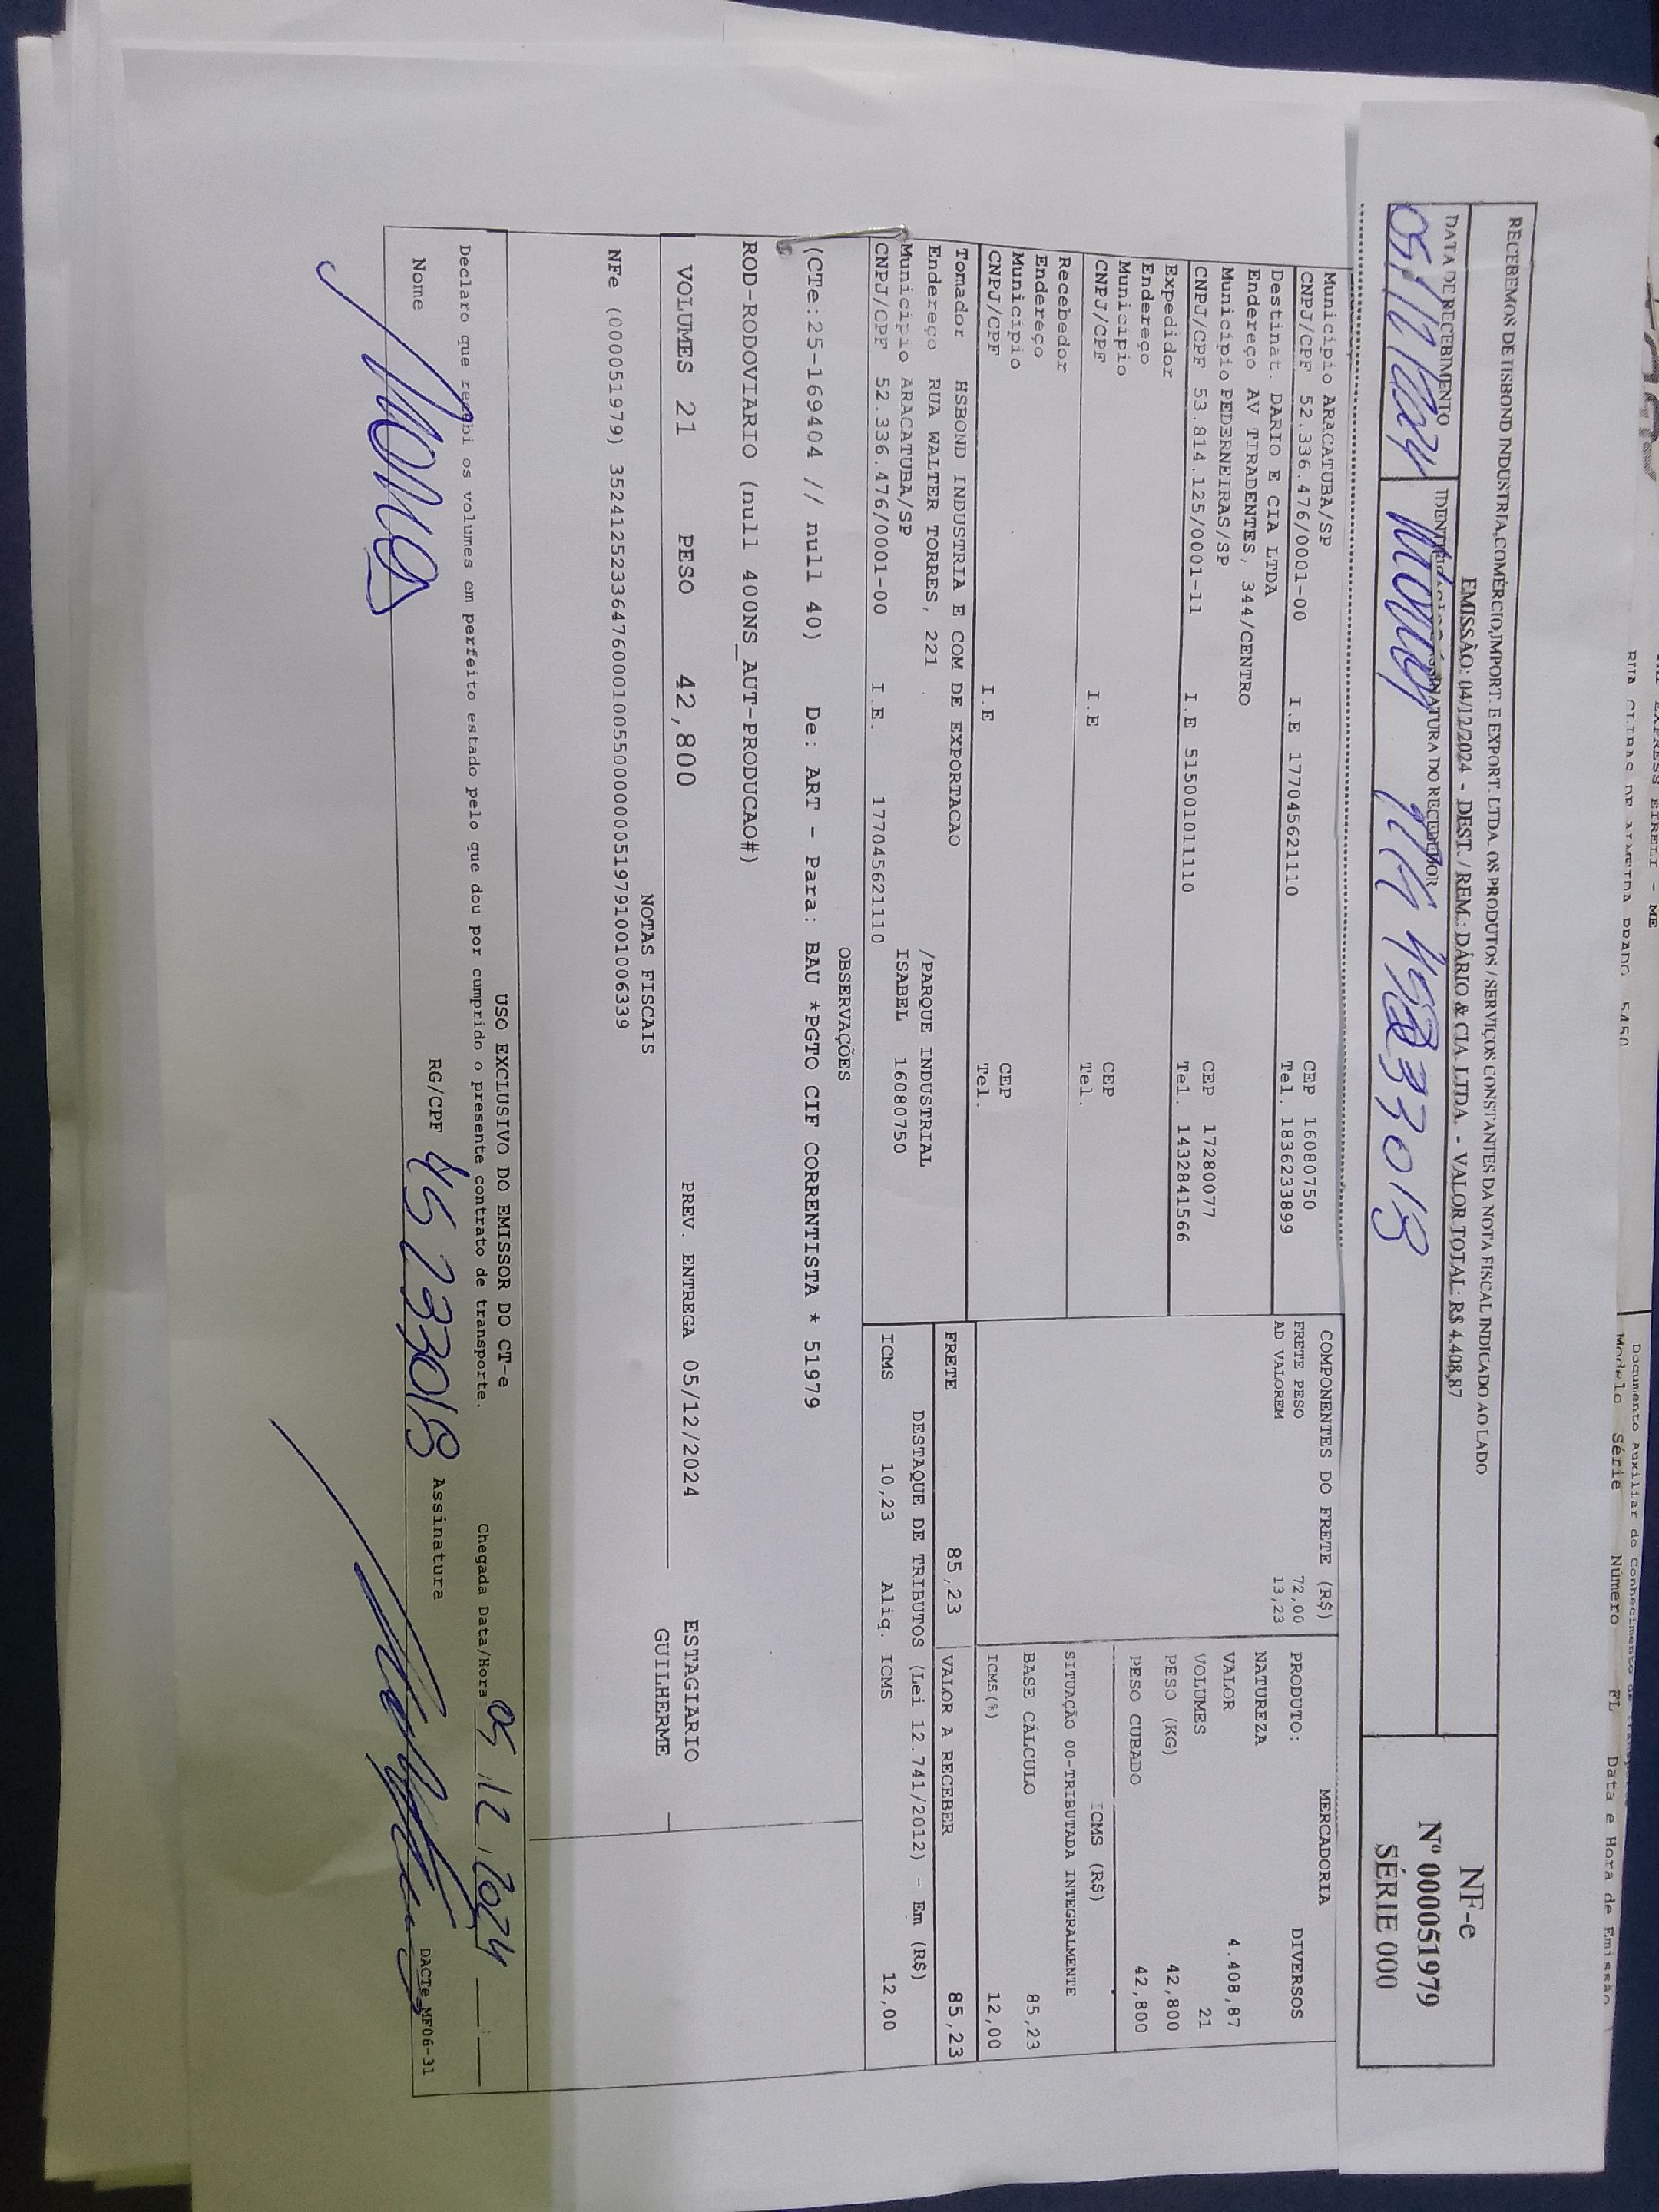 RUA CLIBAS DE ALMEIDA PRADO, 5450
Documento Auxiliar do Conhecimento de
Modelo Série Número FL Data e Hora de Emissão
RECEBEMOS DE HSBOND INDUSTRIA,COMÉRCIO,IMPORT. E EXPORT. LTDA. OS PRODUTOS / SERVIÇOS CONSTANTES DA NOTA FISCAL INDICADO AO LADO
EMISSÃO: 04/12/2024 - DEST. / REM.: DÁRIO & CIA. LTDA. - VALOR TOTAL: R$ 4.408,87
DATA DE RECEBIMENTO
05/12/2024
NF-e
Nº 000051979
SÉRIE 000
Município ARACATUBA/SP
CNPJ/CPF 52.336.476/0001-00 I.E 177045621110
CEP 16080750
Tel. 1836233899
Destinat. DARIO E CIA LTDA
Endereço AV TIRADENTES, 344/CENTRO
Município PEDERNEIRAS/SP CEP 17280077
CNPJ/CPF 53.814.125/0001-11 I.E 515001011110 Tel. 1432841566
Expedidor
Endereço
Município CEP
CNPJ/CPF I.E Tel.
Recebedor
Endereço
Município CEP
CNPJ/CPF I.E Tel.
Tomador HSBOND INDUSTRIA E COM DE EXPORTACAO
Endereço RUA WALTER TORRES, 221 /PARQUE INDUSTRIAL
Município ARACATUBA/SP ISABEL 16080750
CNPJ/CPF 52.336.476/0001-00 I.E. 177045621110
COMPONENTES DO FRETE (R$)
FRETE PESO 72,00
AD VALOREM 13,23
MERCADORIA
PRODUTO: DIVERSOS
NATUREZA
VALOR 4.408,87
VOLUMES 21
PESO (KG) 42,800
PESO CUBADO 42,800
ICMS (R$)
SITUAÇÃO 00-TRIBUTADA INTEGRALMENTE
BASE CÁLCULO 85,23
ICMS(%) 12,00
FRETE 85,23 VALOR A RECEBER 85,23
DESTAQUE DE TRIBUTOS (Lei 12.741/2012) - Em (R$)
ICMS 10,23 Aliq. ICMS 12,00
OBSERVAÇÕES
(CTe:25-169404 // null 40) De: ART - Para: BAU *PGTO CIF CORRENTISTA * 51979
ROD-RODOVIARIO (null 400NS_AUT-PRODUCAO#)
VOLUMES 21 PESO 42,800 PREV. ENTREGA 05/12/2024 ESTAGIARIO
GUILHERME
NOTAS FISCAIS
NFe (000051979) 35241252336476000100550000000519791001006339
USO EXCLUSIVO DO EMISSOR DO CT-e
Declaro que recebi os volumes em perfeito estado pelo que dou por cumprido o presente contrato de transporte. Chegada Data/Hora 05/12/2024
Nome RG/CPF Assinatura
DACTe_MF06-31